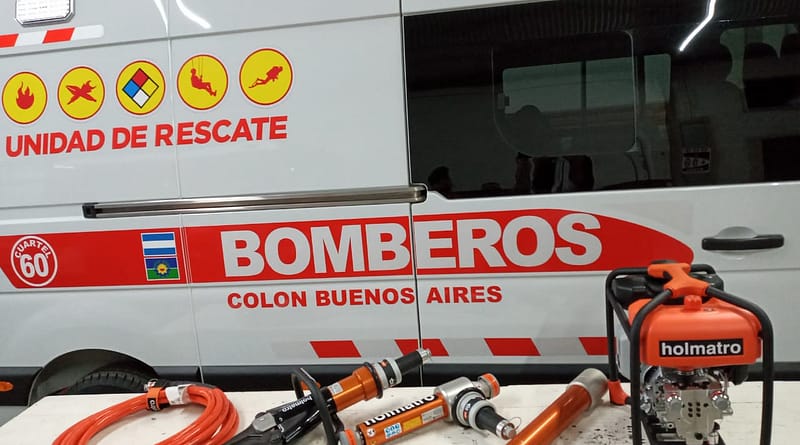 UNIDAD DE RESCATE
CUARTEL
60
BOMBEROS
COLON BUENOS AIRES
holmatro
holmatro
holmatro